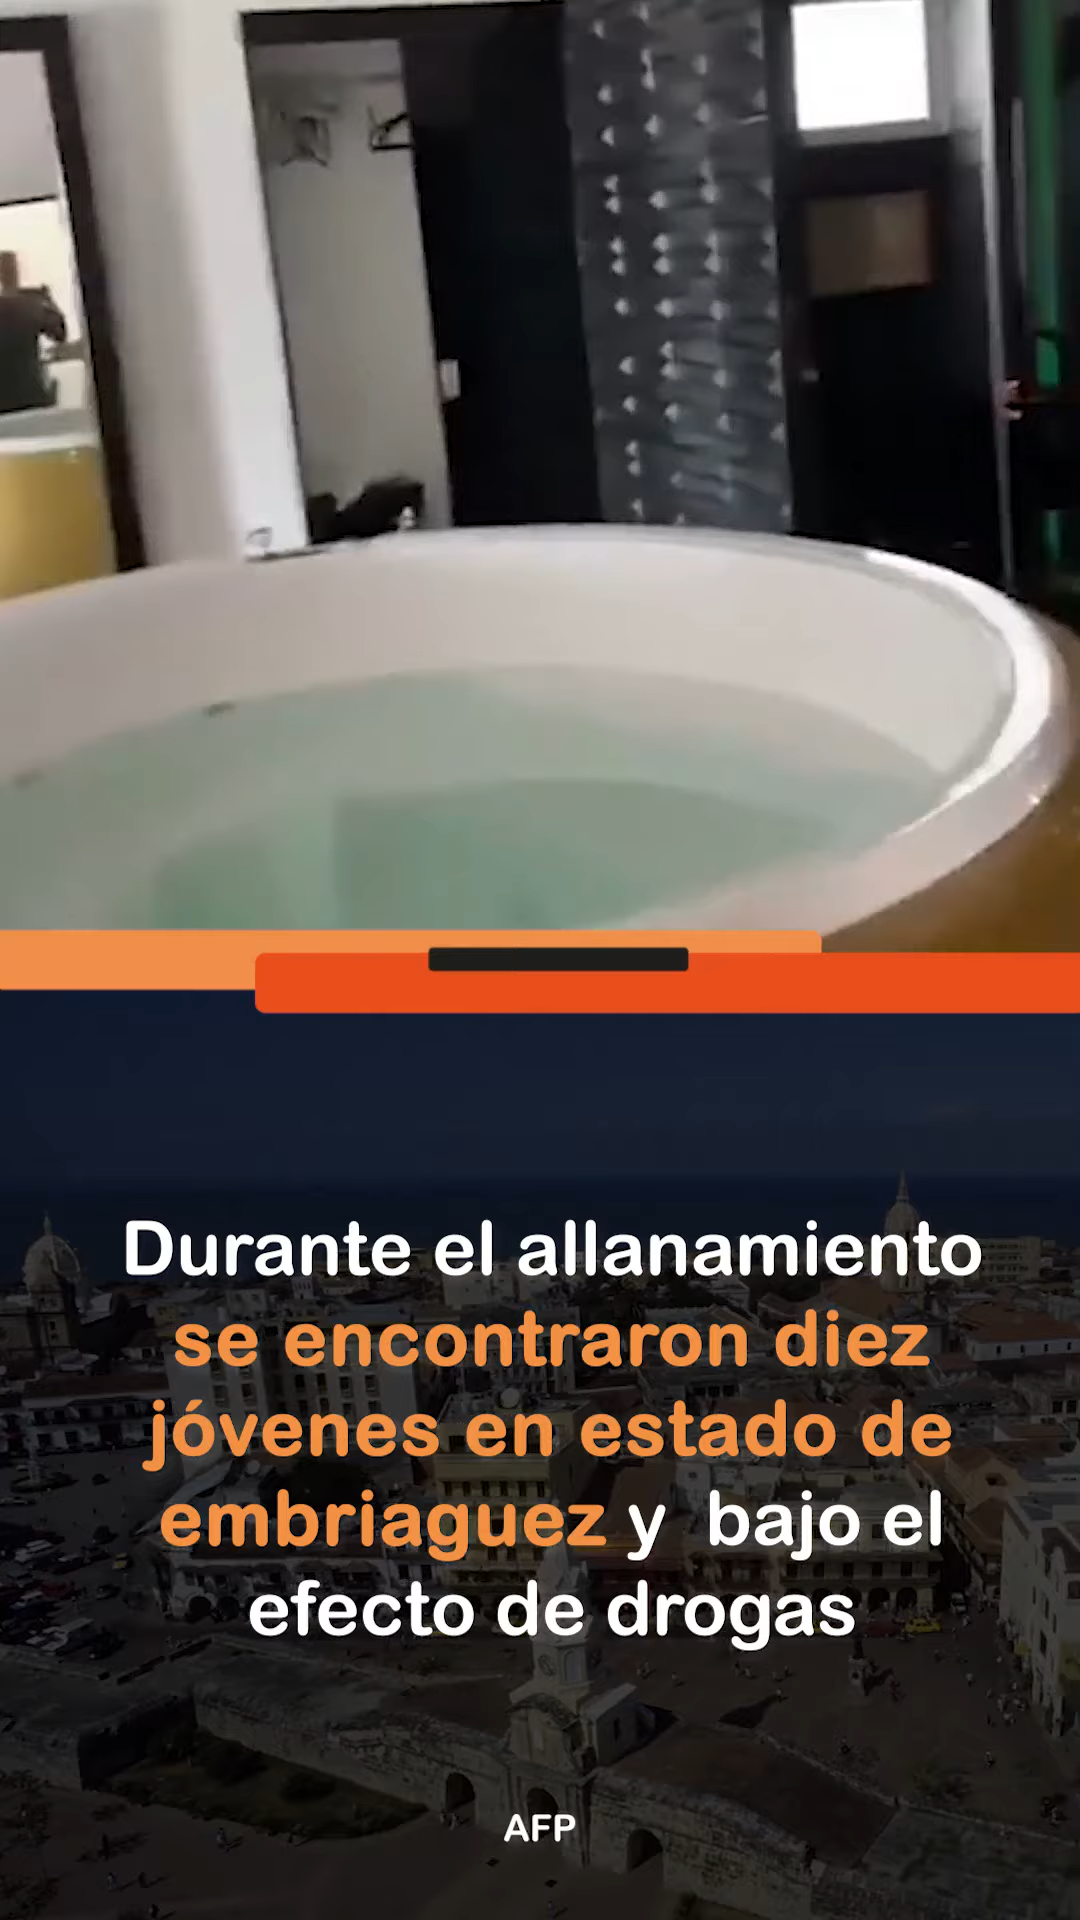 Durante el allanamiento
se encontraron diez
jóvenes en estado de
embriaguez y bajo el
efecto de drogas
AFP